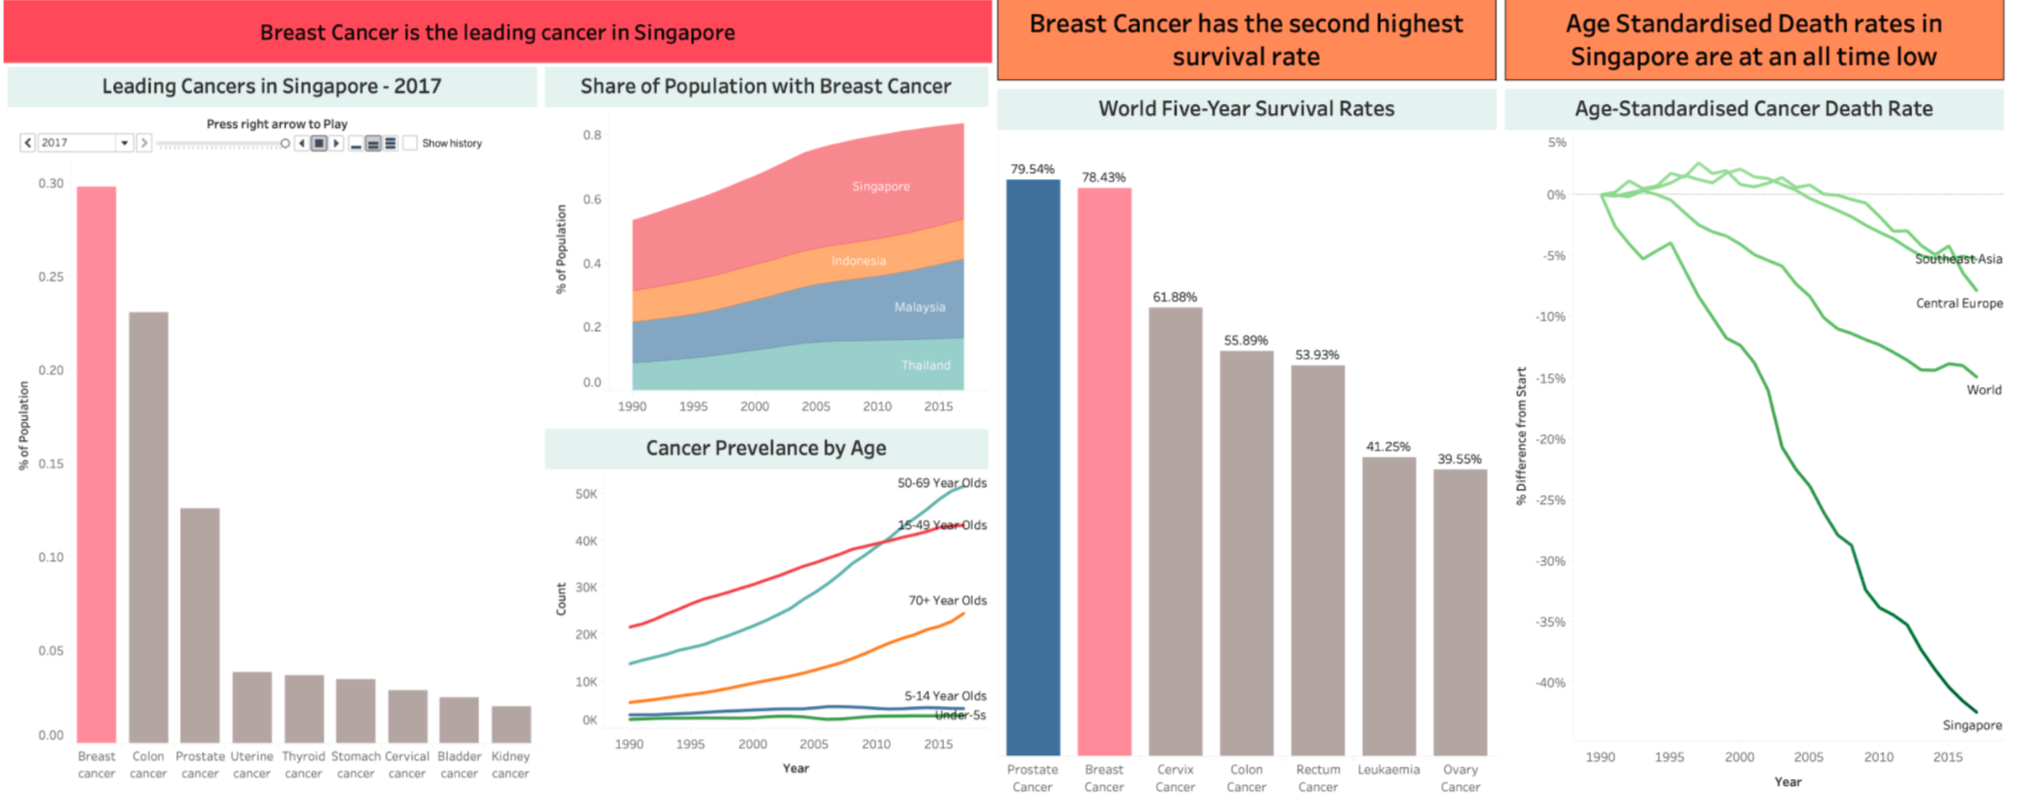 Breast Cancer is the leading cancer in Singapore
Leading Cancers in Singapore - 2017
Press right arrow to Play
2017
Show history
% of Population
0.30
0.25
0.20
0.15
0.10
0.05
0.00
Breast
cancer
Colon
cancer
Prostate
cancer
Uterine
cancer
Thyroid
cancer
Stomach
cancer
Cervical
cancer
Bladder
cancer
Kidney
cancer
Share of Population with Breast Cancer
% of Population
0.8
0.6
0.4
0.2
0.0
Singapore
Indonesia
Malaysia
Thailand
1990 1995 2000 2005 2010 2015
Cancer Prevelance by Age
Count
50K
40K
30K
20K
10K
0K
50-69 Year Olds
15-49 Year Olds
70+ Year Olds
5-14 Year Olds
Under-5s
1990 1995 2000 2005 2010 2015
Year
Breast Cancer has the second highest
survival rate
World Five-Year Survival Rates
79.54%
78.43%
61.88%
55.89%
53.93%
41.25%
39.55%
Prostate
Cancer
Breast
Cancer
Cervix
Cancer
Colon
Cancer
Rectum
Cancer
Leukaemia
Ovary
Cancer
Age Standardised Death rates in
Singapore are at an all time low
Age-Standardised Cancer Death Rate
% Difference from Start
5%
0%
-5%
-10%
-15%
-20%
-25%
-30%
-35%
-40%
Southeast Asia
Central Europe
World
Singapore
1990 1995 2000 2005 2010 2015
Year